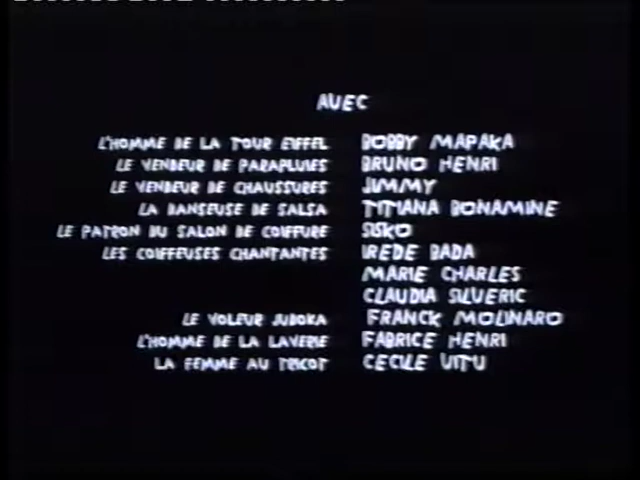 AVEC
L'HOMME DE LA TOUR EIFFEL BOBBY MAPAKA
LE VENDEUR DE PARAPLUIES BRUNO HENRI
LE VENDEUR DE CHAUSSURES JIMMY
LA DANSEUSE DE SALSA TITIANA BONAMINE
LE PATRON DU SALON DE COIFFURE SISKO
LES COIFFEUSES CHANTANTES IREDE BADA
MARIE CHARLES
CLAUDIA SILVERIC
LE VOLEUR JUDOKA FRANCK MOLINARO
L'HOMME DE LA LAVERIE FABRICE HENRI
LA FEMME AU TRICOT CECILE VITU